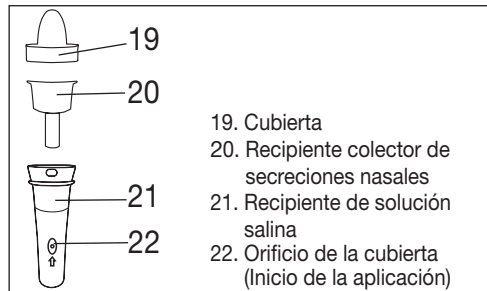 19
20
21
22
19. Cubierta
20. Recipiente colector de
secreciones nasales
21. Recipiente de solución
salina
22. Orificio de la cubierta
(Inicio de la aplicación)